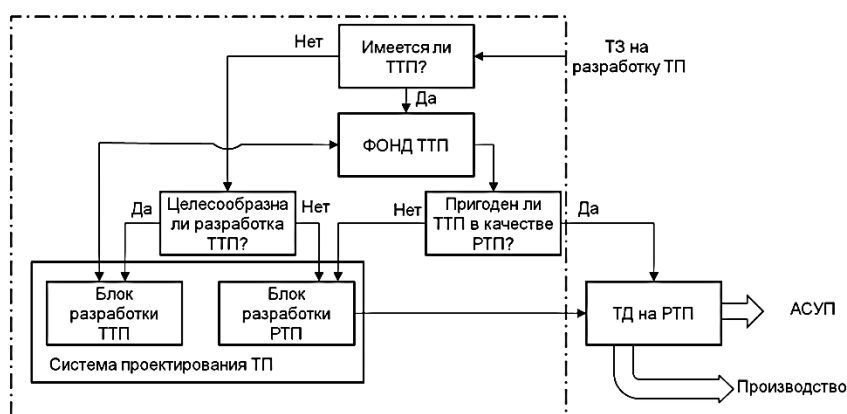 Нет
Имеется ли
ТТП?
ТЗ на
разработку ТП
Да
ФОНД ТТП
Да
Целесообразна
ли разработка
ТТП?
Нет
Нет
Пригоден ли
ТТП в качестве
РТП?
Да
Блок
разработки
ТТП
Блок
разработки
РТП
ТД на РТП
АСУП
Система проектирования ТП
Производство